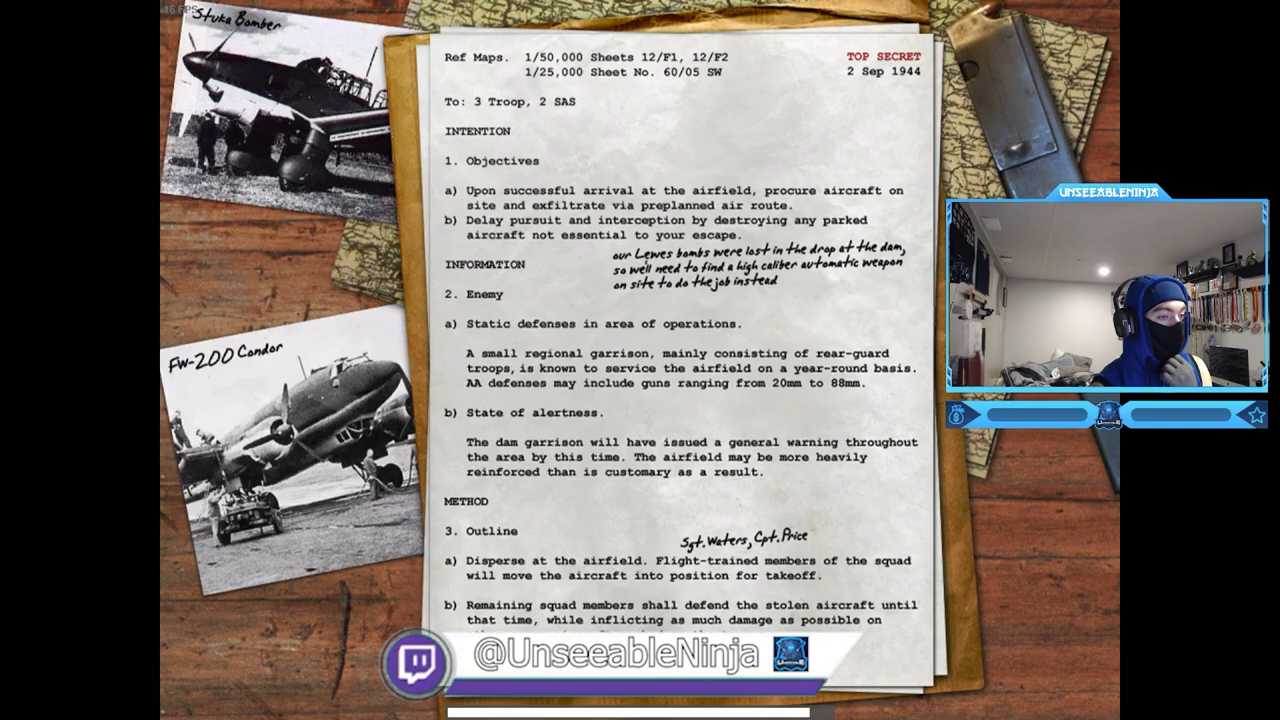 Stuka Bomber
Ref Maps. 1/50,000 Sheets 12/F1, 12/F2
1/25,000 Sheet No. 60/05 SW
TOP SECRET
2 Sep 1944
To: 3 Troop, 2 SAS
INTENTION
1. Objectives
a) Upon successful arrival at the airfield, procure aircraft on
site and exfiltrate via preplanned air route.
b) Delay pursuit and interception by destroying any parked
aircraft not essential to your escape.
our Lewes bombs were lost in the drop at the dam,
so we'll need to find a high caliber automatic weapon
on site to do the job instead
INFORMATION
2. Enemy
a) Static defenses in area of operations.
A small regional garrison, mainly consisting of rear-guard
troops, is known to service the airfield on a year-round basis.
AA defenses may include guns ranging from 20mm to 88mm.
b) State of alertness.
The dam garrison will have issued a general warning throughout
the area by this time. The airfield may be more heavily
reinforced than is customary as a result.
METHOD
3. Outline
Sgt. Waters, Cpt. Price
a) Disperse at the airfield. Flight-trained members of the squad
will move the aircraft into position for takeoff.
b) Remaining squad members shall defend the stolen aircraft until
that time, while inflicting as much damage as possible on
FW-200 Condor
UNSEEABLENINJA
@UnseeableNinja